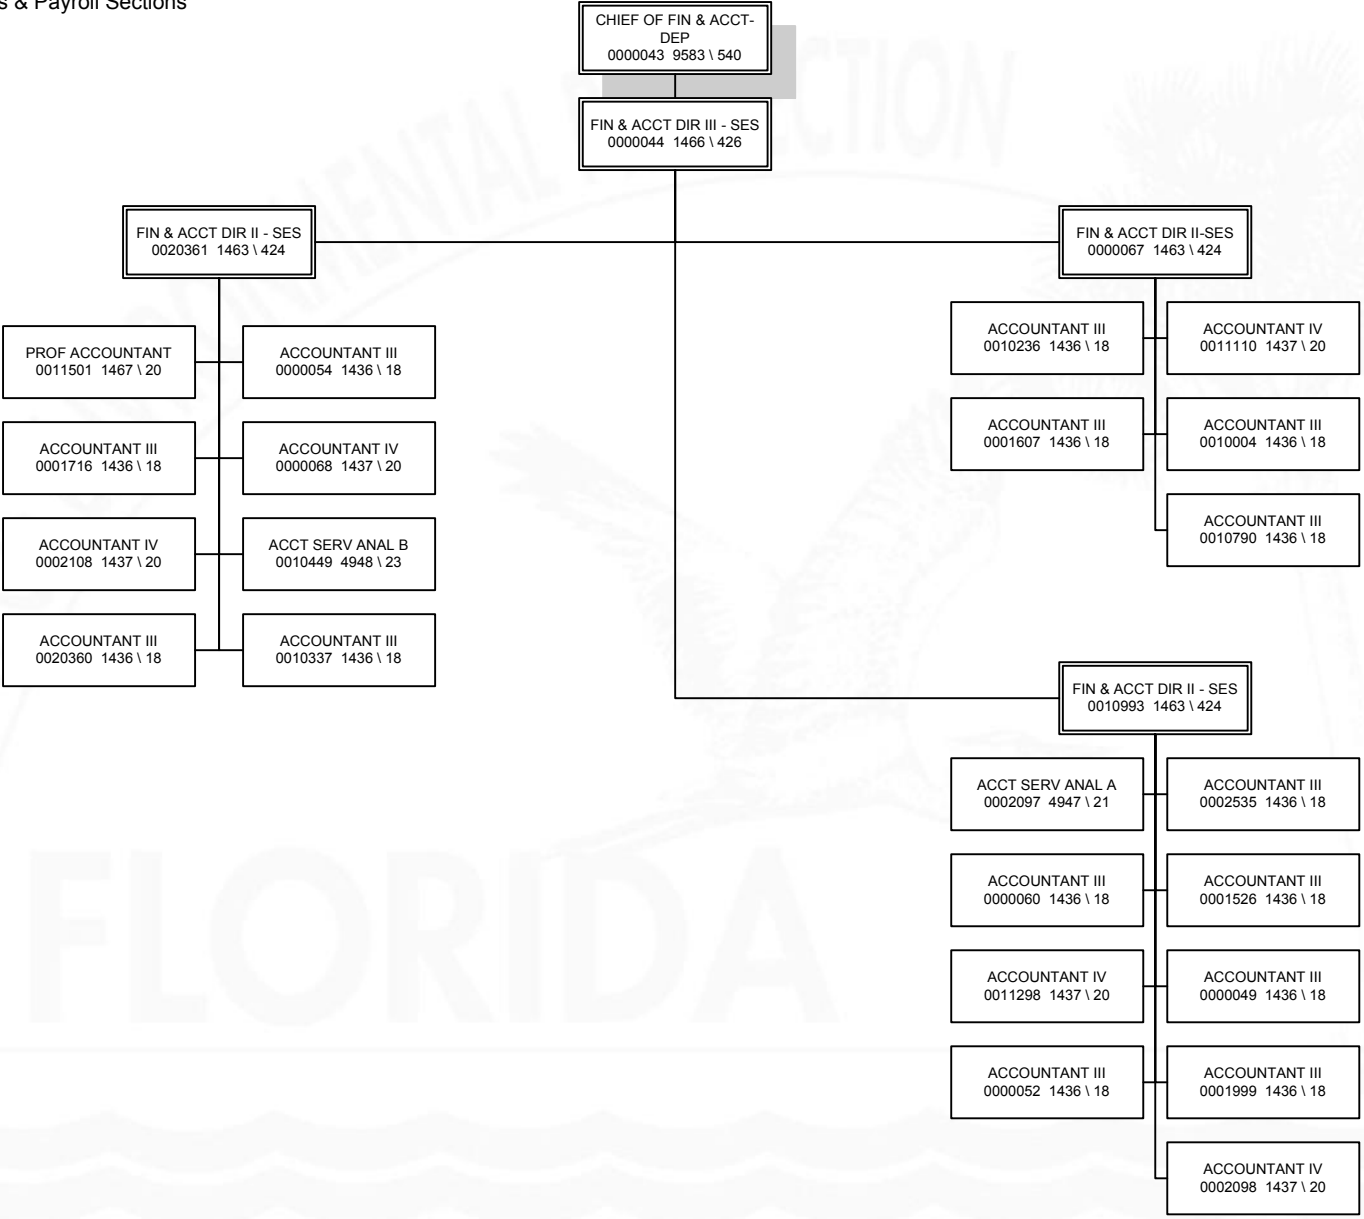 & Payroll Sections
CHIEF OF FIN & ACCT-
DEP
0000043 9583 \ 540
FIN & ACCT DIR III - SES
0000044 1466 \ 426
FIN & ACCT DIR II - SES
0020361 1463 \ 424
FIN & ACCT DIR II-SES
0000067 1463 \ 424
PROF ACCOUNTANT
0011501 1467 \ 20
ACCOUNTANT III
0000054 1436 \ 18
ACCOUNTANT III
0001716 1436 \ 18
ACCOUNTANT IV
0000068 1437 \ 20
ACCOUNTANT IV
0002108 1437 \ 20
ACCT SERV ANAL B
0010449 4948 \ 23
ACCOUNTANT III
0020360 1436 \ 18
ACCOUNTANT III
0010337 1436 \ 18
ACCOUNTANT III
0010236 1436 \ 18
ACCOUNTANT IV
0011110 1437 \ 20
ACCOUNTANT III
0001607 1436 \ 18
ACCOUNTANT III
0010004 1436 \ 18
ACCOUNTANT III
0010790 1436 \ 18
FIN & ACCT DIR II - SES
0010993 1463 \ 424
ACCT SERV ANAL A
0002097 4947 \ 21
ACCOUNTANT III
0002535 1436 \ 18
ACCOUNTANT III
0000060 1436 \ 18
ACCOUNTANT III
0001526 1436 \ 18
ACCOUNTANT IV
0011298 1437 \ 20
ACCOUNTANT III
0000049 1436 \ 18
ACCOUNTANT III
0000052 1436 \ 18
ACCOUNTANT III
0001999 1436 \ 18
ACCOUNTANT IV
0002098 1437 \ 20
FLORIDA